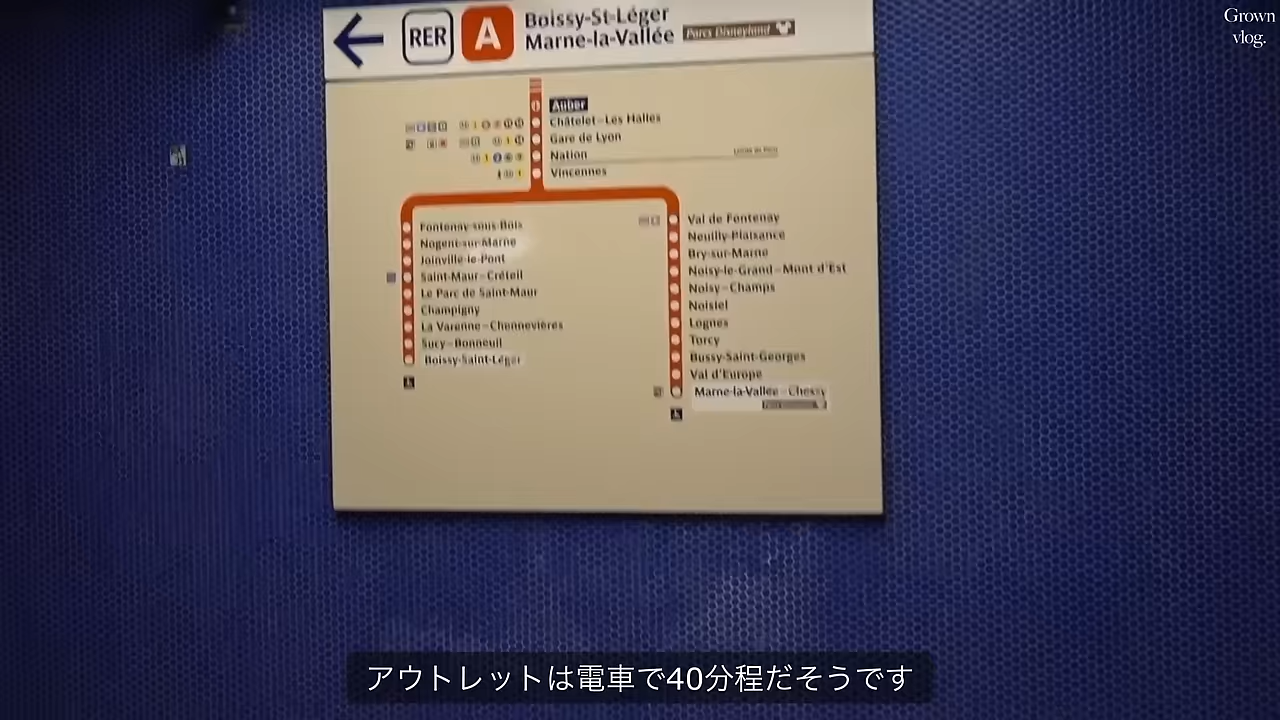 Grown
vlog.
RER A Boissy-St-Léger
Marne-la-Vallée Parcs Disneyland
Auber
Châtelet–Les Halles
Gare de Lyon
Nation
Vincennes
Fontenay-sous-Bois
Nogent-sur-Marne
Joinville-le-Pont
Saint-Maur–Créteil
Le Parc de Saint-Maur
Champigny
La Varenne–Chennevières
Sucy–Bonneuil
Boissy-Saint-Léger
Val de Fontenay
Neuilly-Plaisance
Bry-sur-Marne
Noisy-le-Grand–Mont d'Est
Noisy–Champs
Noisiel
Lognes
Torcy
Bussy-Saint-Georges
Val d'Europe
Marne-la-Vallée–Chessy
アウトレットは電車で40分程だそうです